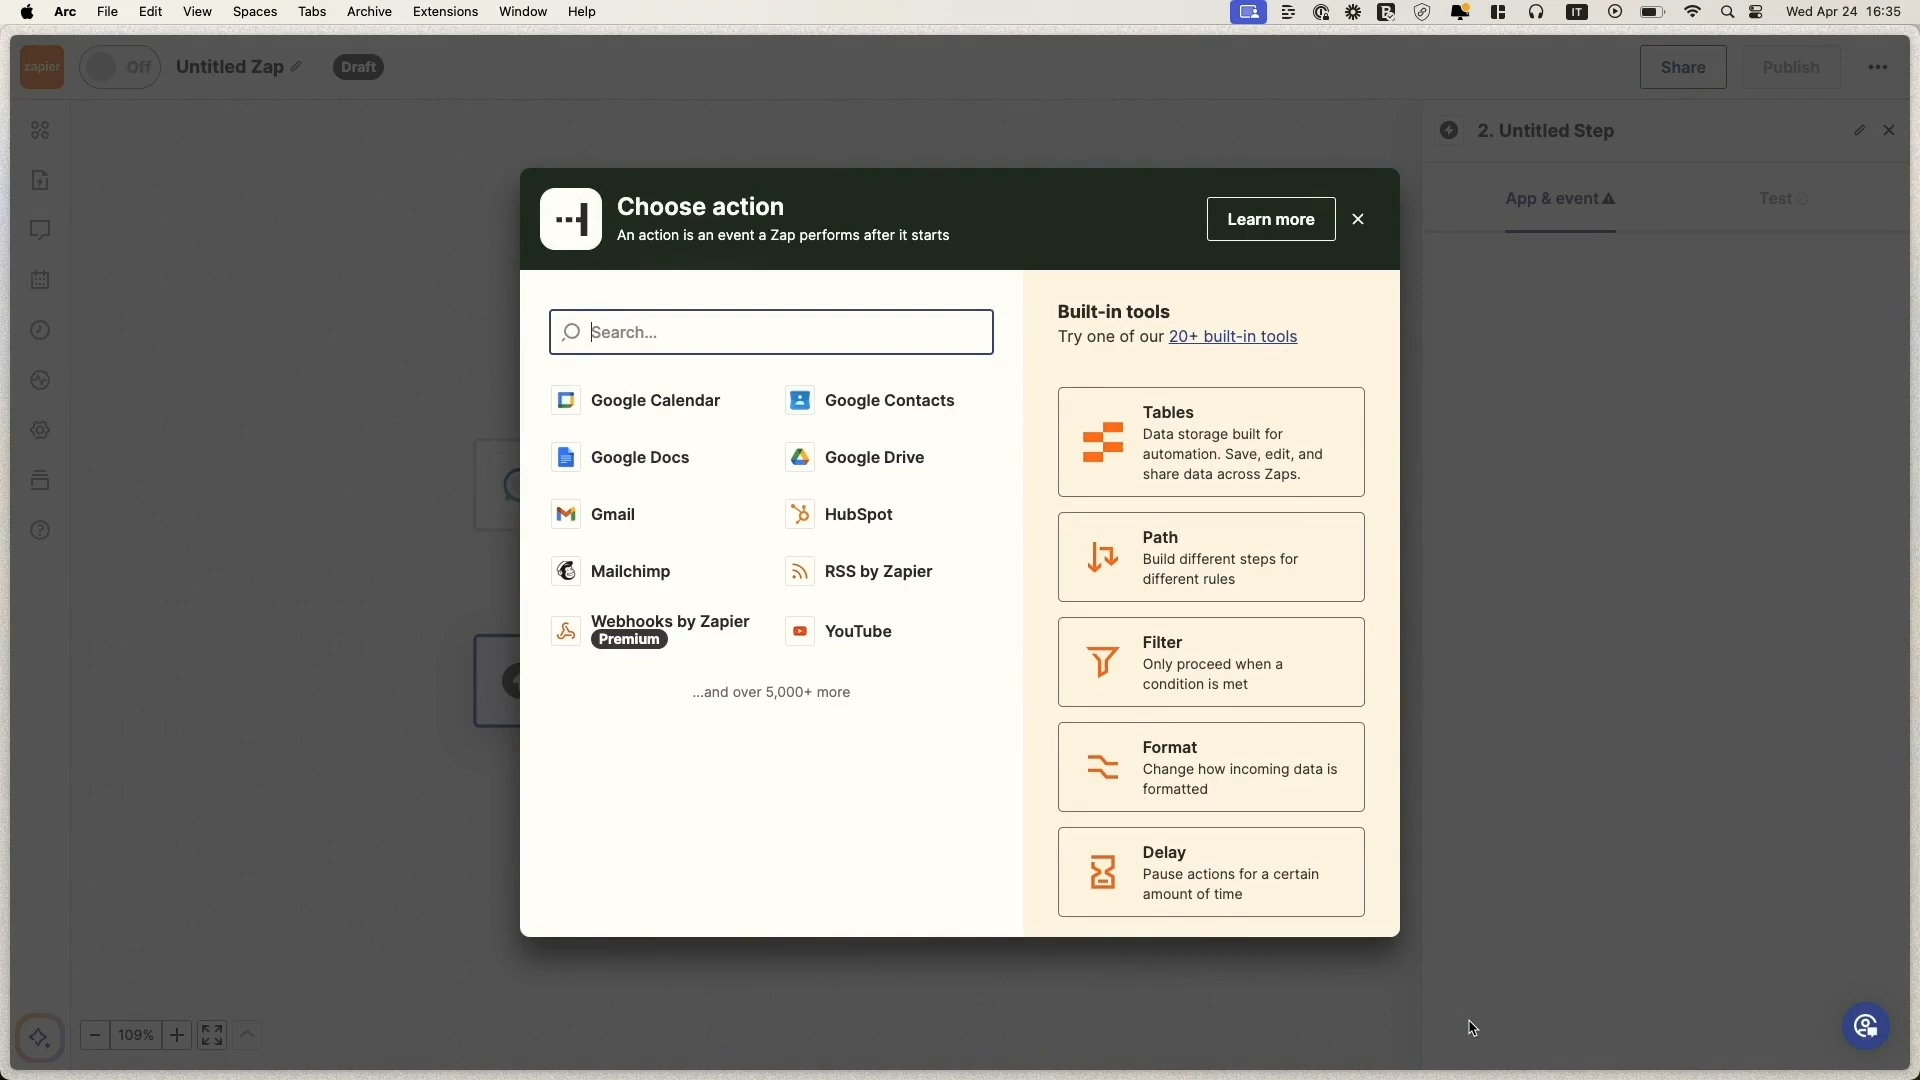 Arc File Edit View Spaces Tabs Archive Extensions Window Help IT Wed Apr 24 16:35
zapier Off Untitled Zap Draft Share Publish
2. Untitled Step
App & event Test
Choose action
An action is an event a Zap performs after it starts
Learn more
Search...
Google Calendar
Google Contacts
Google Docs
Google Drive
Gmail
HubSpot
Mailchimp
RSS by Zapier
Webhooks by Zapier
Premium
YouTube
...and over 5,000+ more
Built-in tools
Try one of our 20+ built-in tools
Tables
Data storage built for
automation. Save, edit, and
share data across Zaps.
Path
Build different steps for
different rules
Filter
Only proceed when a
condition is met
Format
Change how incoming data is
formatted
Delay
Pause actions for a certain
amount of time
109%